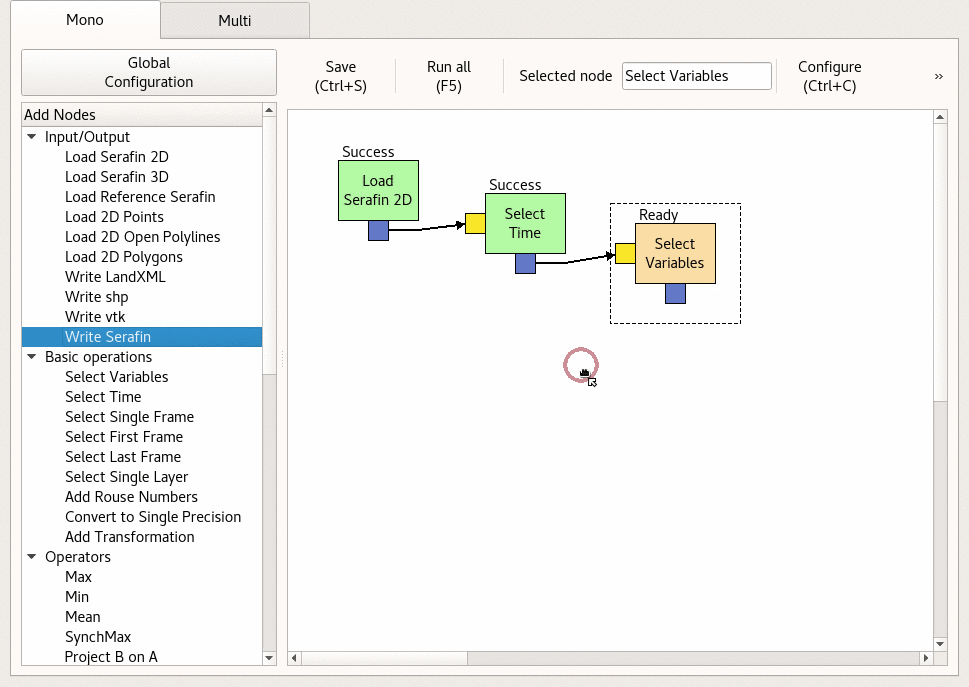 Mono
Multi
Global
Configuration
Save
(Ctrl+S)
Run all
(F5)
Selected node
Select Variables
Configure
(Ctrl+C)
»
Add Nodes
Input/Output
Load Serafin 2D
Load Serafin 3D
Load Reference Serafin
Load 2D Points
Load 2D Open Polylines
Load 2D Polygons
Write LandXML
Write shp
Write vtk
Write Serafin
Basic operations
Select Variables
Select Time
Select Single Frame
Select First Frame
Select Last Frame
Select Single Layer
Add Rouse Numbers
Convert to Single Precision
Add Transformation
Operators
Max
Min
Mean
SynchMax
Project B on A
Success
Load
Serafin 2D
Success
Select
Time
Ready
Select
Variables